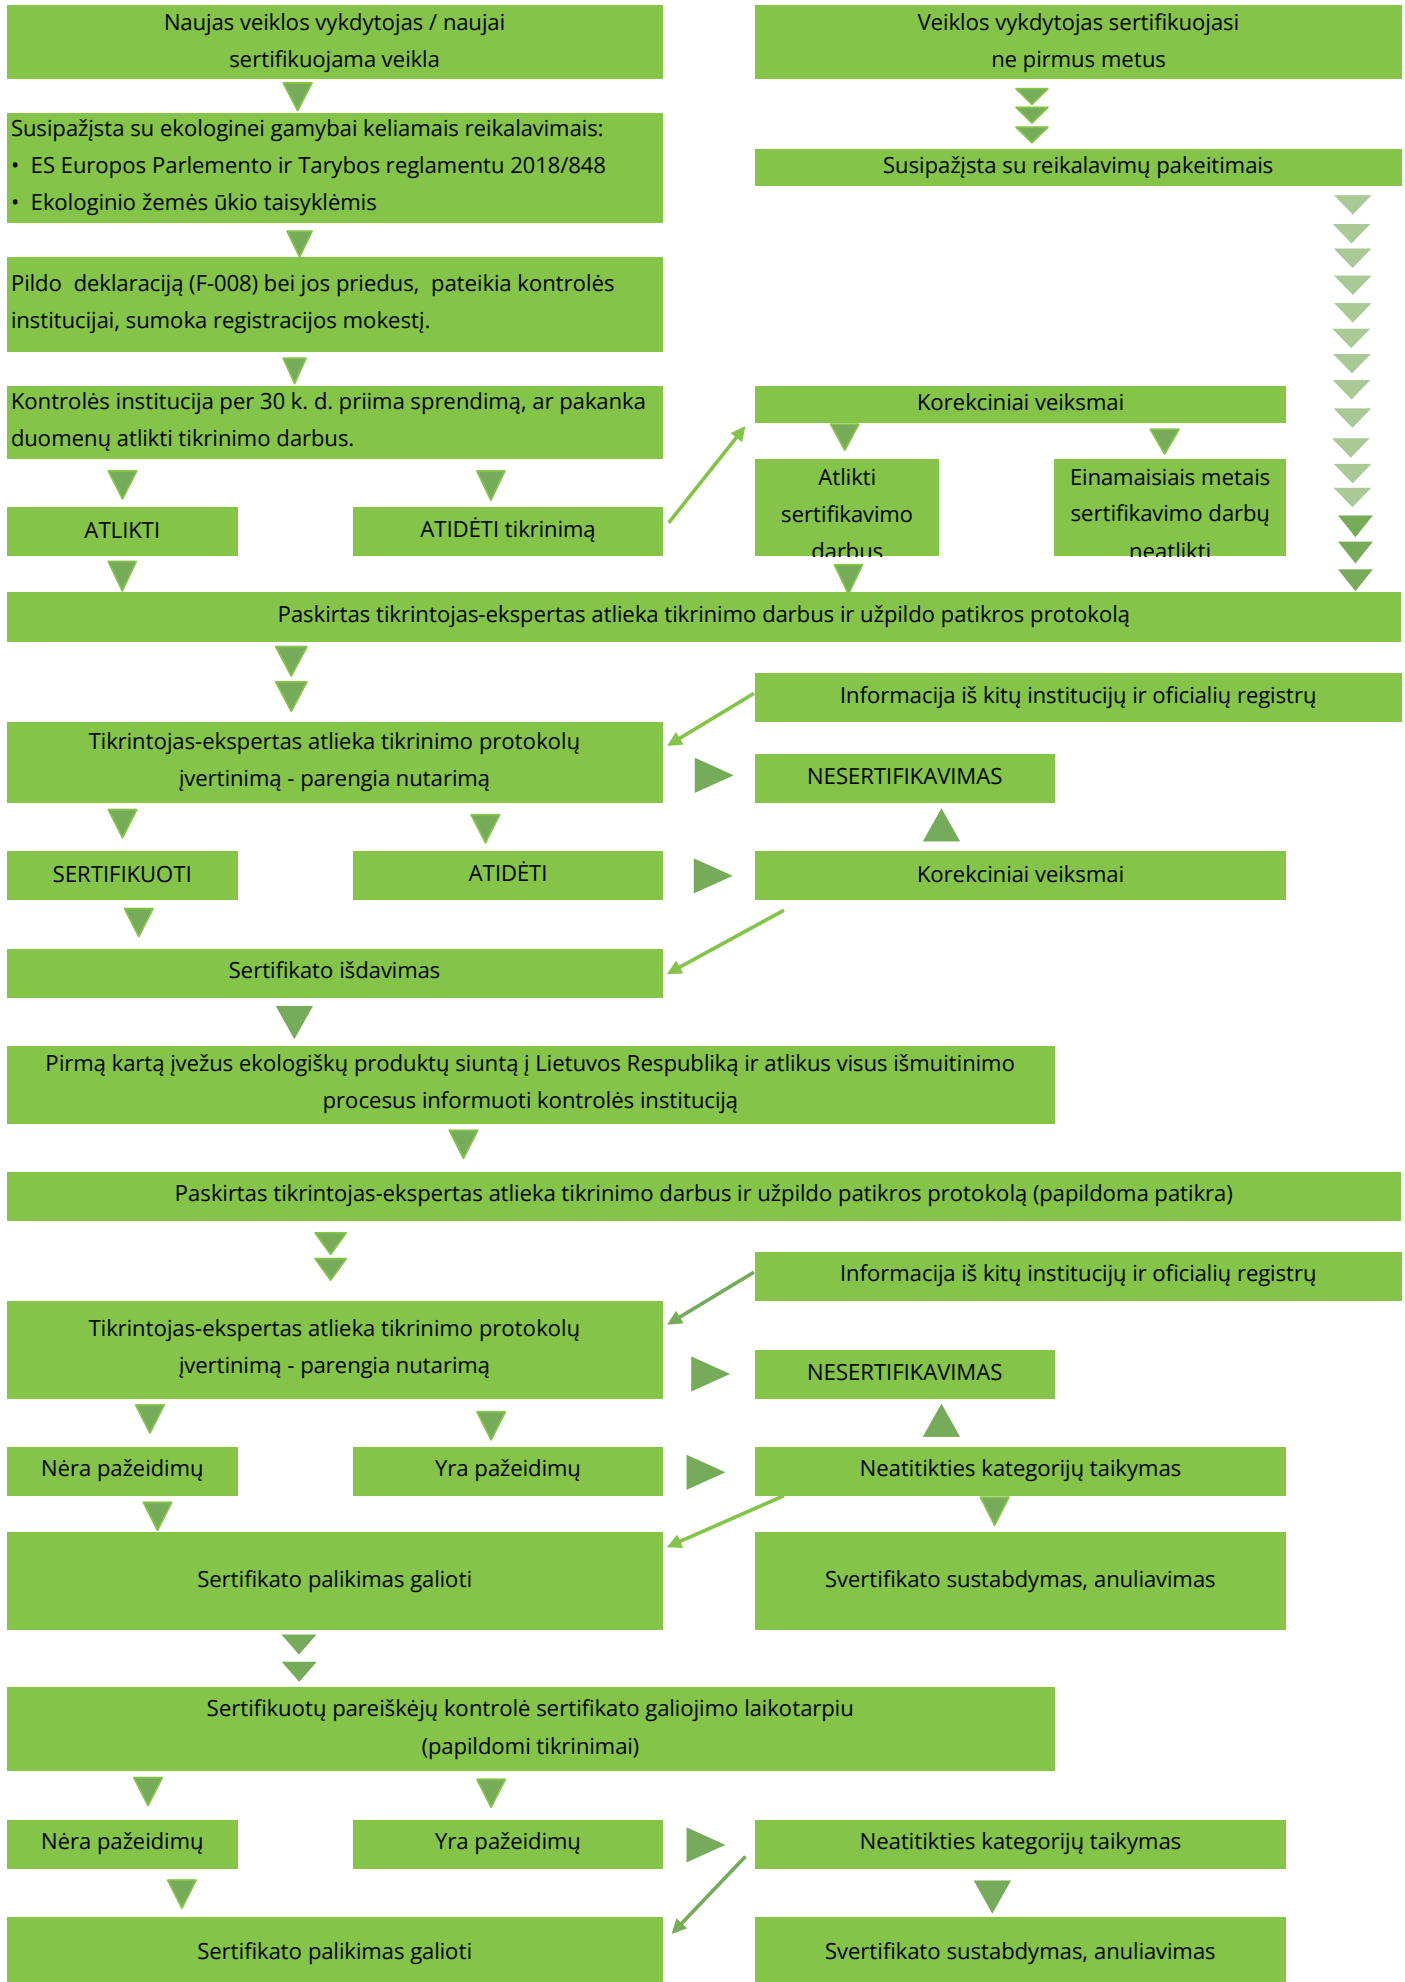 Naujas veiklos vykdytojas / naujai
sertifikuojama veikla
Veiklos vykdytojas sertifikuojasi
ne pirmus metus
Susipažįsta su ekologinei gamybai keliamais reikalavimais:
• ES Europos Parlemento ir Tarybos reglamentu 2018/848
• Ekologinio žemės ūkio taisyklėmis
Susipažįsta su reikalavimų pakeitimais
Pildo deklaraciją (F-008) bei jos priedus, pateikia kontrolės
institucijai, sumoka registracijos mokestį.
Kontrolės institucija per 30 k. d. priima sprendimą, ar pakanka
duomenų atlikti tikrinimo darbus.
Korekciniai veiksmai
ATLIKTI
ATIDĖTI tikrinimą
Atlikti
sertifikavimo
darbus
Einamaisiais metais
sertifikavimo darbų
neatlikti
Paskirtas tikrintojas-ekspertas atlieka tikrinimo darbus ir užpildo patikros protokolą
Informacija iš kitų institucijų ir oficialių registrų
Tikrintojas-ekspertas atlieka tikrinimo protokolų
įvertinimą - parengia nutarimą
NESERTIFIKAVIMAS
SERTIFIKUOTI
ATIDĖTI
Korekciniai veiksmai
Sertifikato išdavimas
Pirmą kartą įvežus ekologiškų produktų siuntą į Lietuvos Respubliką ir atlikus visus išmuitinimo
procesus informuoti kontrolės instituciją
Paskirtas tikrintojas-ekspertas atlieka tikrinimo darbus ir užpildo patikros protokolą (papildoma patikra)
Informacija iš kitų institucijų ir oficialių registrų
Tikrintojas-ekspertas atlieka tikrinimo protokolų
įvertinimą - parengia nutarimą
NESERTIFIKAVIMAS
Nėra pažeidimų
Yra pažeidimų
Neatitikties kategorijų taikymas
Sertifikato palikimas galioti
Svertifikato sustabdymas, anuliavimas
Sertifikuotų pareiškėjų kontrolė sertifikato galiojimo laikotarpiu
(papildomi tikrinimai)
Nėra pažeidimų
Yra pažeidimų
Neatitikties kategorijų taikymas
Sertifikato palikimas galioti
Svertifikato sustabdymas, anuliavimas